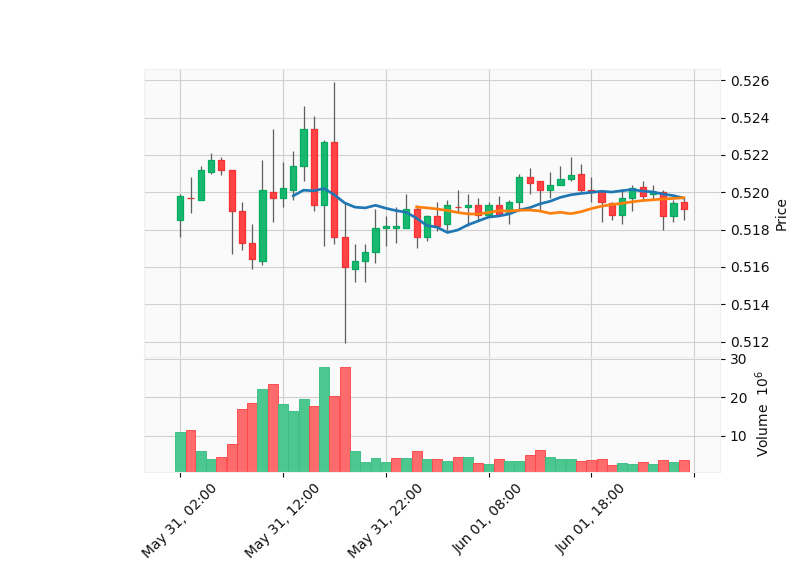 0.526
0.524
0.522
0.520
0.518
0.516
0.514
0.512
Price
30
20
10
Volume 10⁶
May 31, 02:00
May 31, 12:00
May 31, 22:00
Jun 01, 08:00
Jun 01, 18:00